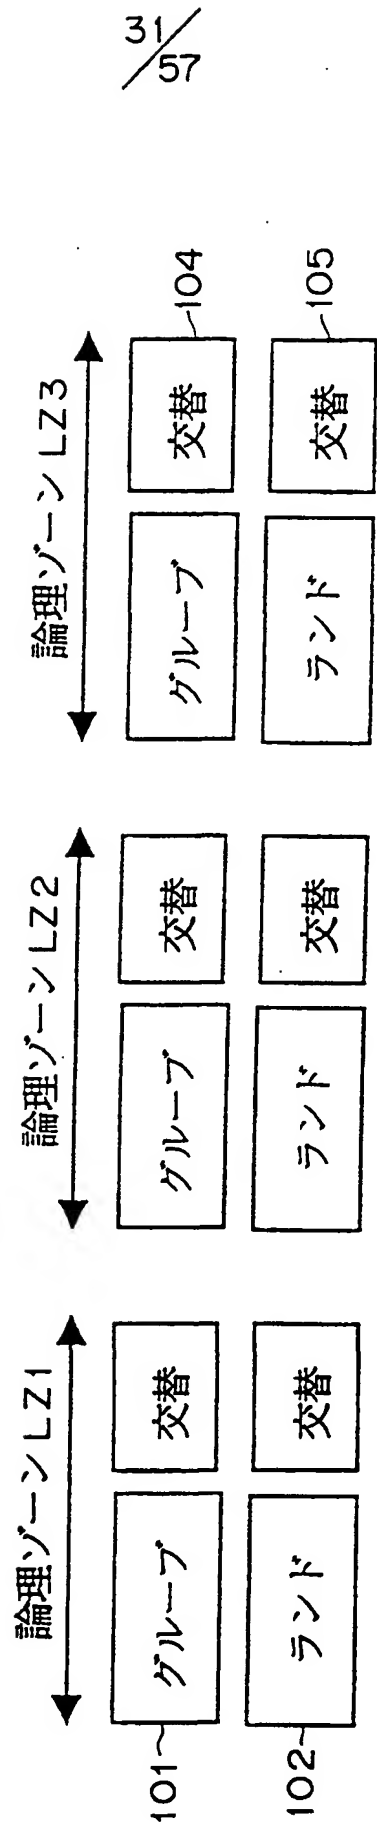 31/57
論理ゾーンLZ1
論理ゾーンLZ2
論理ゾーンLZ3
101
グルーブ
交替
グルーブ
交替
グルーブ
交替
104
102
ランド
交替
ランド
交替
ランド
交替
105